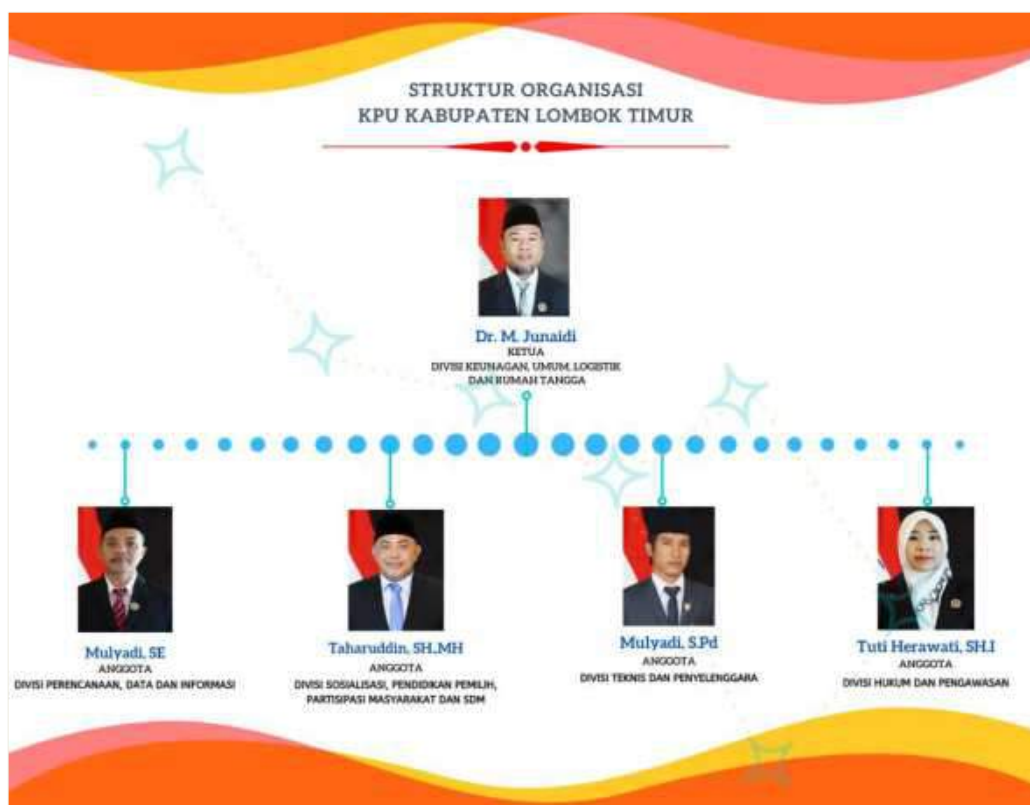 STRUKTUR ORGANISASI
KPU KABUPATEN LOMBOK TIMUR
Dr. M. Junaidi
KETUA
DIVISI KEUNAGAN, UMUM, LOGISTIK
DAN RUMAH TANGGA
Mulyadi, SE
ANGGOTA
DIVISI PERENCANAAN, DATA DAN INFORMASI
Taharuddin, SH.,MH
ANGGOTA
DIVISI SOSIALISASI, PENDIDIKAN PEMILIH,
PARTISIPASI MASYARAKAT DAN SDM
Mulyadi, S.Pd
ANGGOTA
DIVISI TEKNIS DAN PENYELENGGARA
Tuti Herawati, SH.I
ANGGOTA
DIVISI HUKUM DAN PENGAWASAN